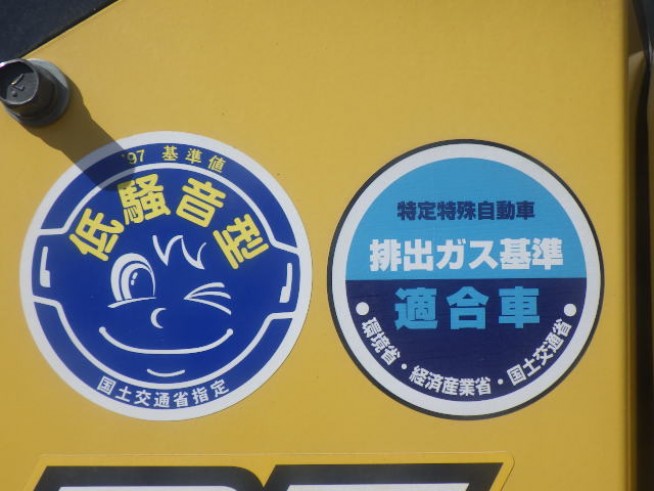 '97 基準値
低騒音型
国土交通省指定
特定特殊自動車
排出ガス基準
適合車
●環境省・経済産業省・国土交通省●